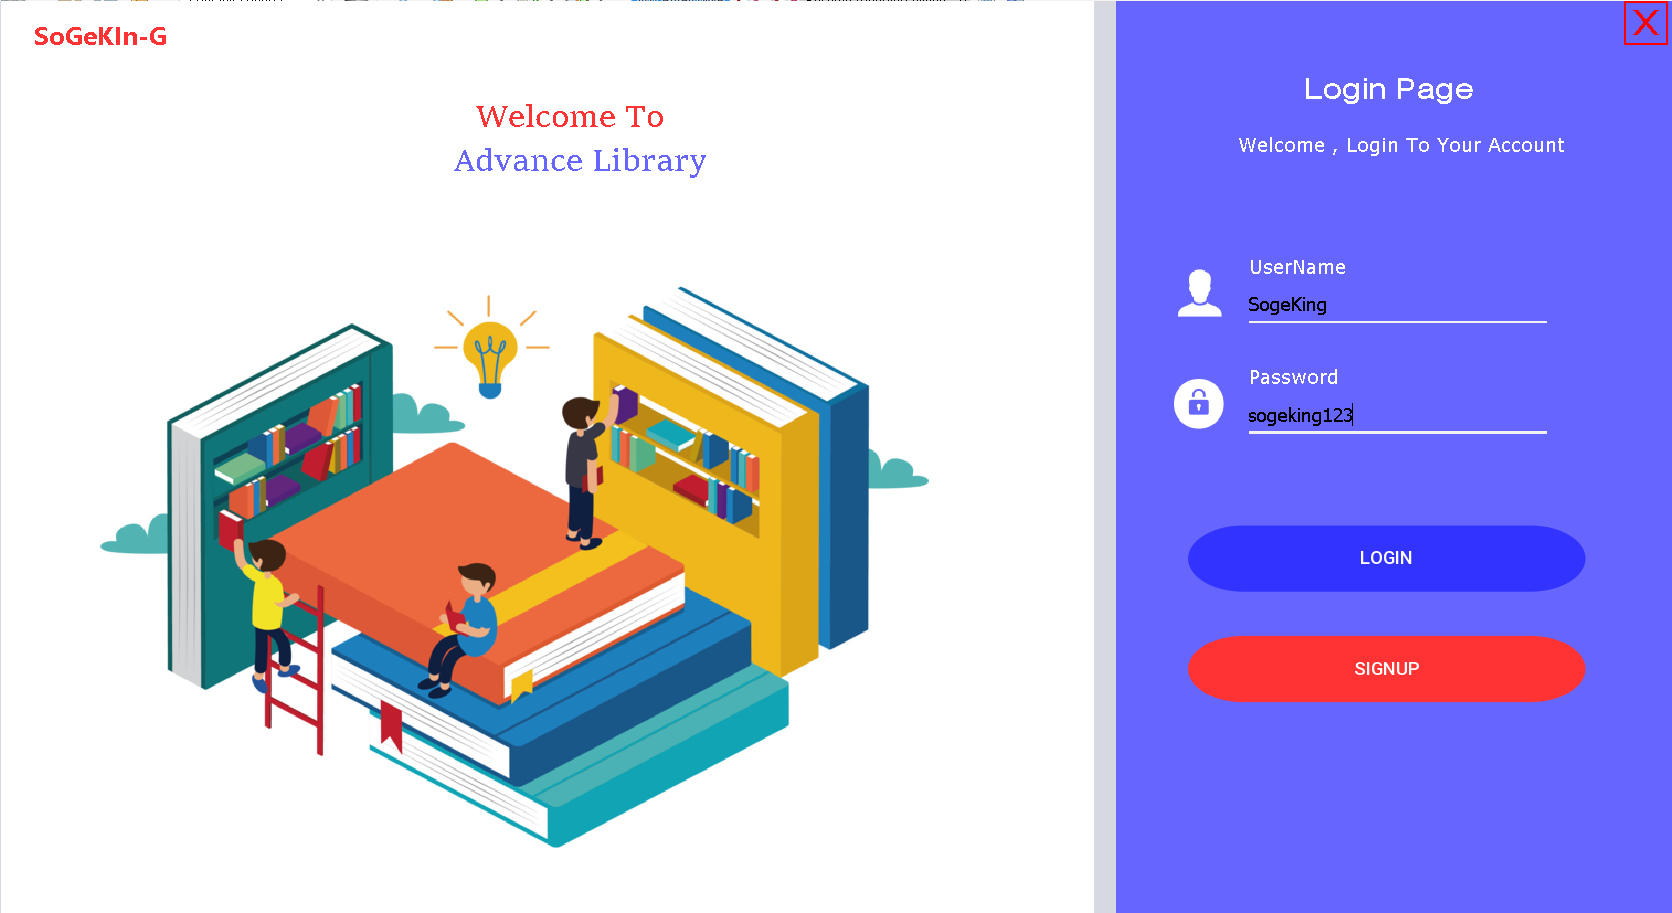 SoGeKIn-G
Welcome To
Advance Library
X
Login Page
Welcome , Login To Your Account
UserName
SogeKing
Password
sogeking123
LOGIN
SIGNUP